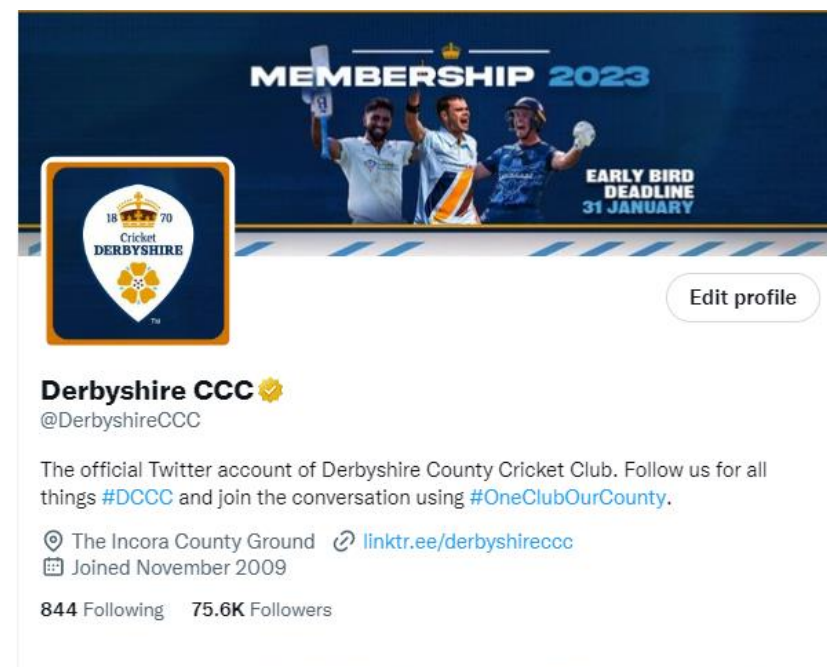 MEMBERSHIP 2023
EARLY BIRD
DEADLINE
31 JANUARY
18 70
Cricket
DERBYSHIRE
TM
Edit profile
Derbyshire CCC
@DerbyshireCCC
The official Twitter account of Derbyshire County Cricket Club. Follow us for all
things #DCCC and join the conversation using #OneClubOurCounty.
The Incora County Ground linktr.ee/derbyshireccc
Joined November 2009
844 Following 75.6K Followers